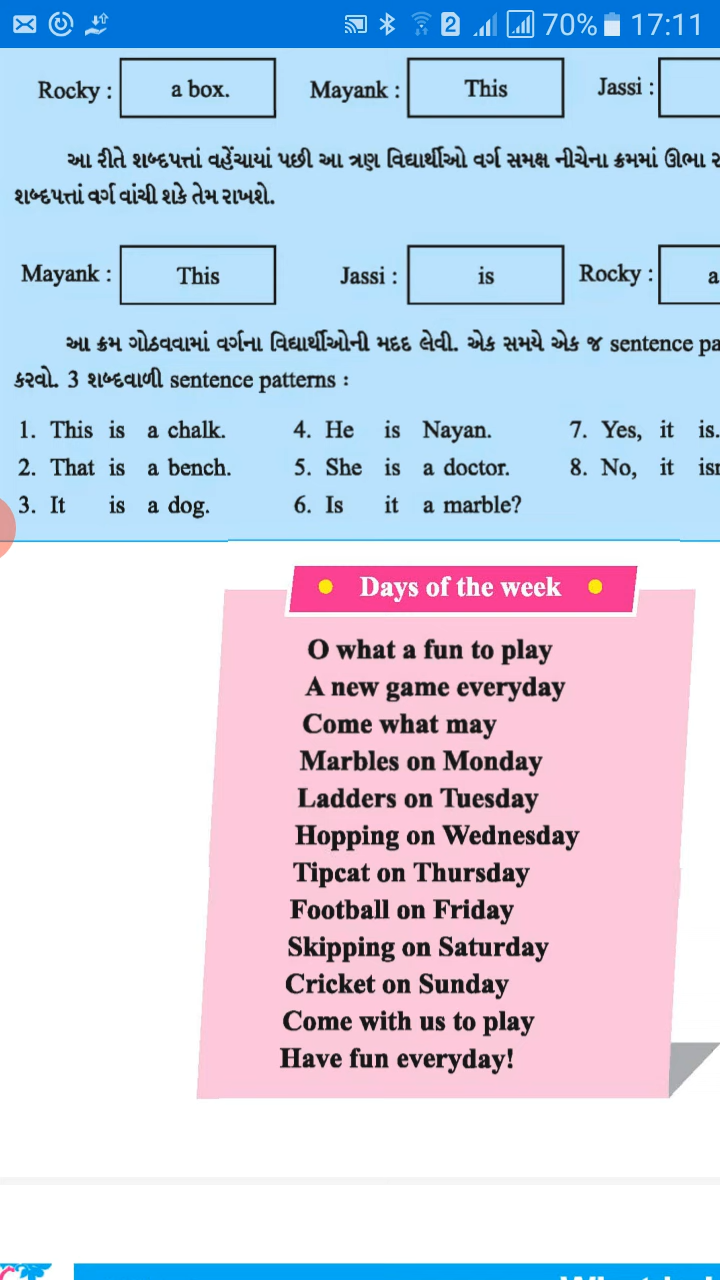 2 70% 17:11
Rocky : a box. Mayank : This Jassi :
આ રીતે શબ્દપત્તાં વહેંચાયાં પછી આ ત્રણ વિદ્યાર્થીઓ વર્ગ સમક્ષ નીચેના ક્રમમાં ઊભા
શબ્દપત્તાં વર્ગ વાંચી શકે તેમ રાખશે.
Mayank : This Jassi : is Rocky : a
આ ક્રમ ગોઠવવામાં વર્ગના વિદ્યાર્થીઓની મદદ લેવી. એક સમયે એક જ sentence pa
કરવો. 3 શબ્દવાળી sentence patterns :
1. This is a chalk. 4. He is Nayan. 7. Yes, it is.
2. That is a bench. 5. She is a doctor. 8. No, it isn
3. It is a dog. 6. Is it a marble?
Days of the week
O what a fun to play
A new game everyday
Come what may
Marbles on Monday
Ladders on Tuesday
Hopping on Wednesday
Tipcat on Thursday
Football on Friday
Skipping on Saturday
Cricket on Sunday
Come with us to play
Have fun everyday!